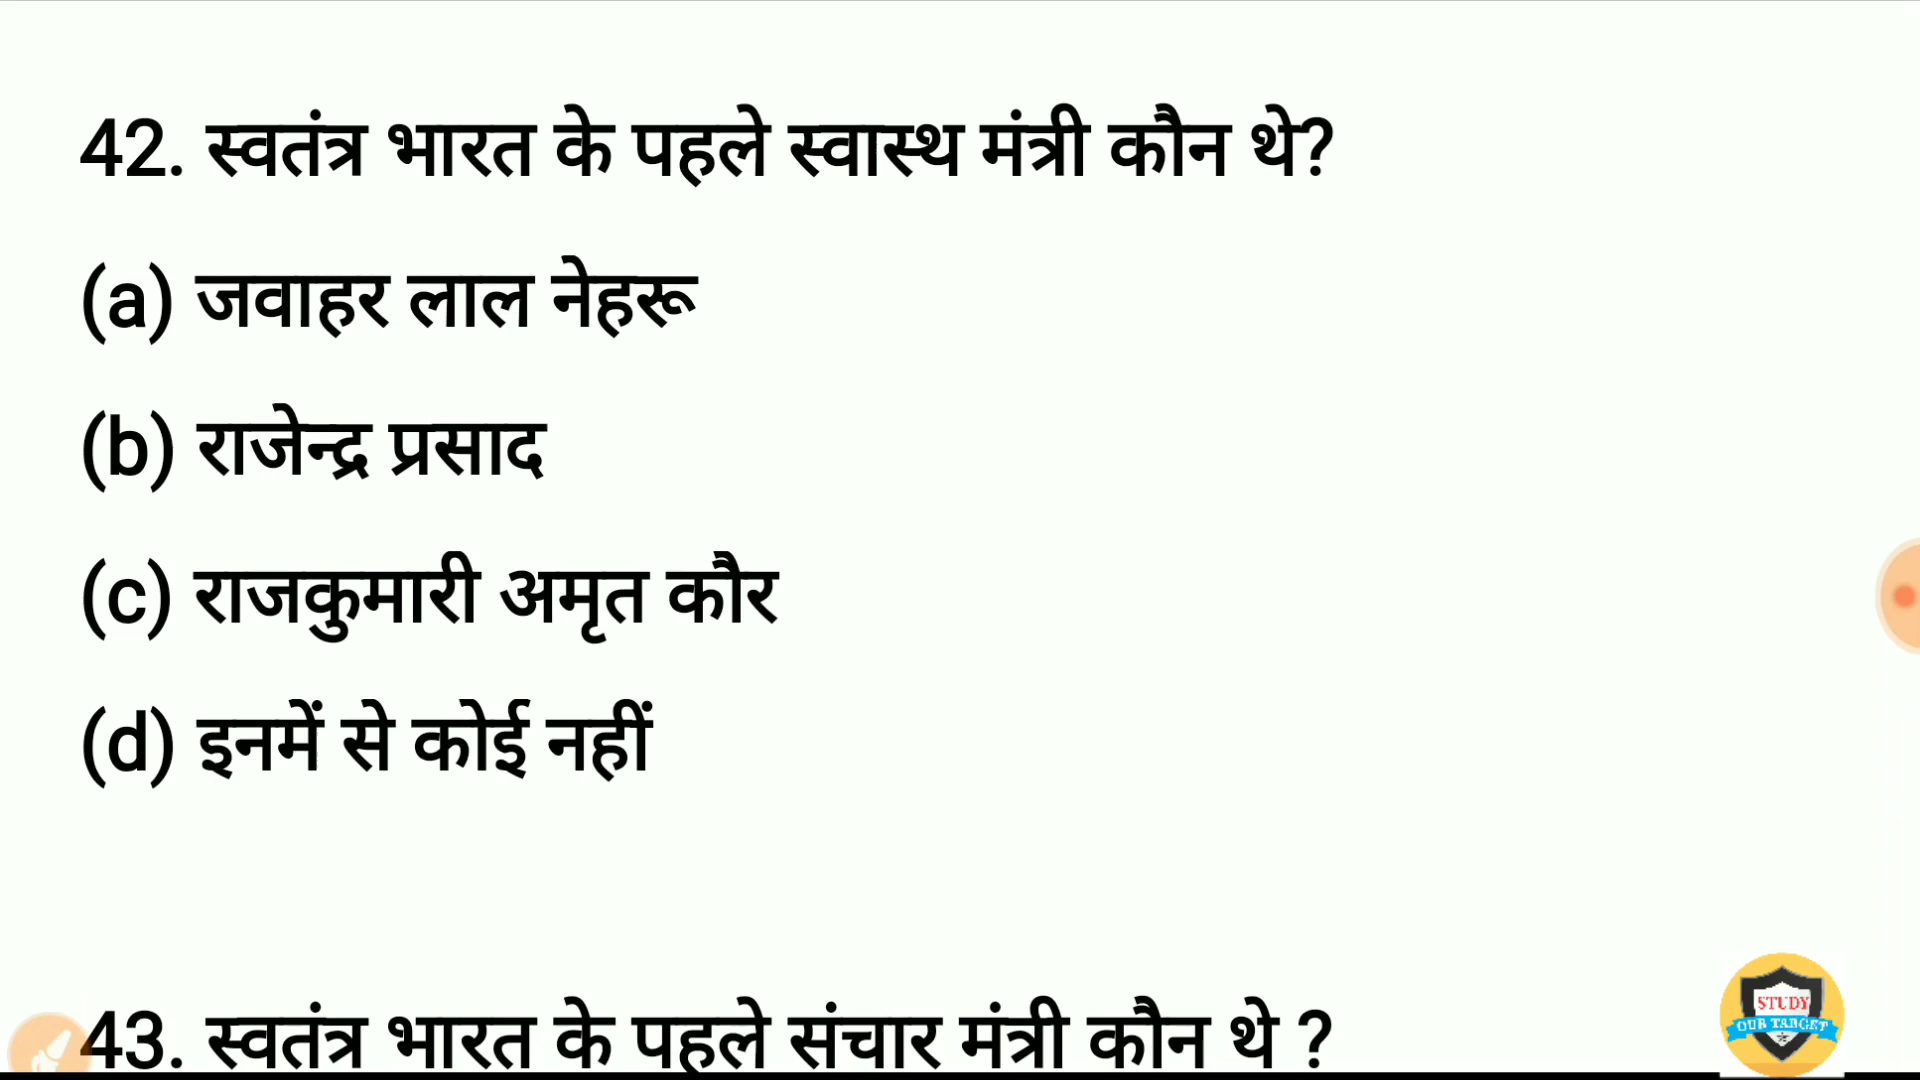 42. स्वतंत्र भारत के पहले स्वास्थ मंत्री कौन थे?
(a) जवाहर लाल नेहरू
(b) राजेन्द्र प्रसाद
(c) राजकुमारी अमृत कौर
(d) इनमें से कोई नहीं
43. स्वतंत्र भारत के पहले संचार मंत्री कौन थे ?
STUDY
OUR TARGET